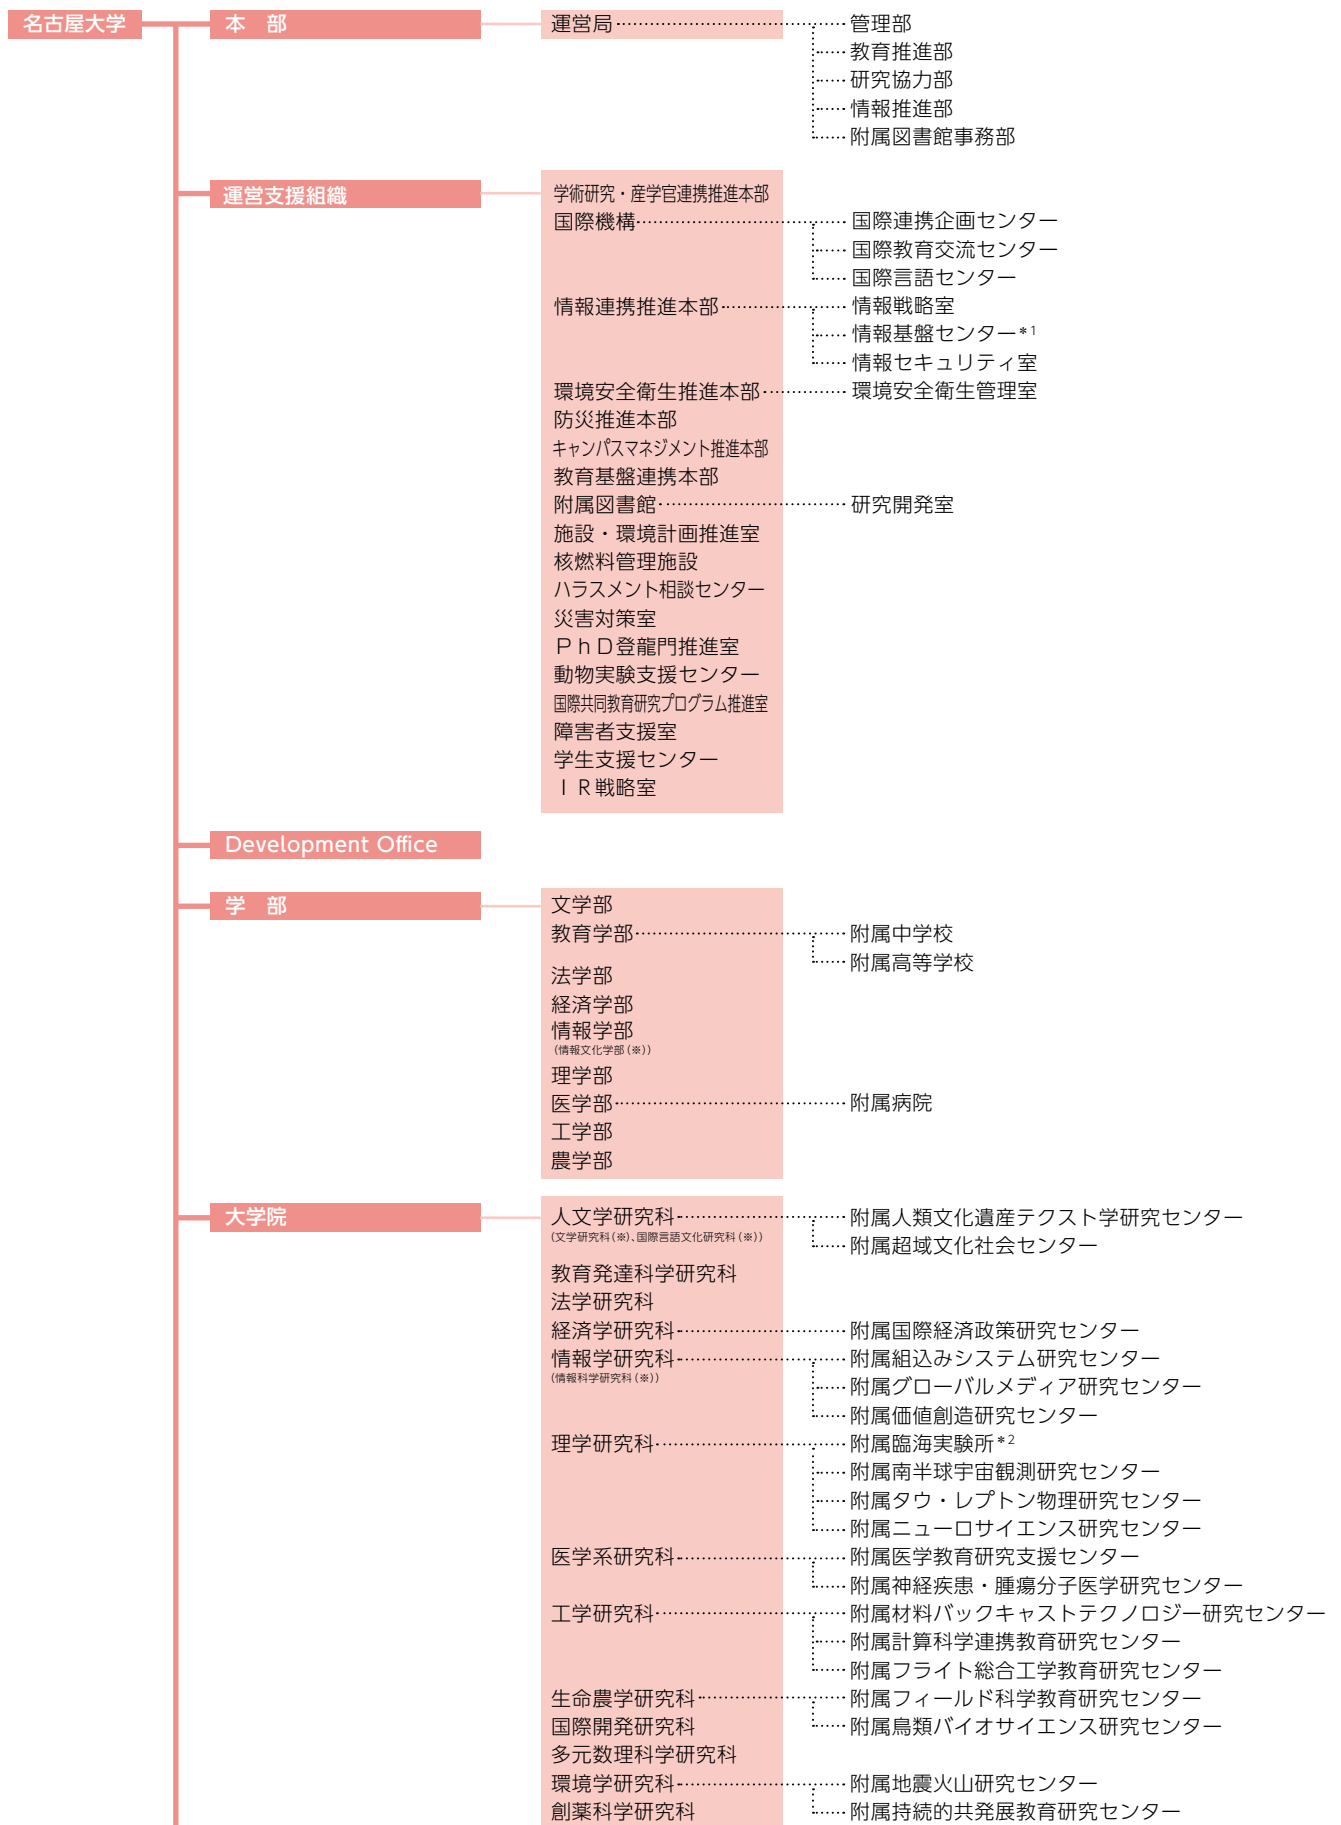 名古屋大学
本　部
運営局
管理部
教育推進部
研究協力部
情報推進部
附属図書館事務部
運営支援組織
学術研究・産学官連携推進本部
国際機構
国際連携企画センター
国際教育交流センター
国際言語センター
情報連携推進本部
情報戦略室
情報基盤センター*1
情報セキュリティ室
環境安全衛生推進本部
環境安全衛生管理室
防災推進本部
キャンパスマネジメント推進本部
教育基盤連携本部
附属図書館
研究開発室
施設・環境計画推進室
核燃料管理施設
ハラスメント相談センター
災害対策室
ＰｈＤ登龍門推進室
動物実験支援センター
国際共同教育研究プログラム推進室
障害者支援室
学生支援センター
ＩＲ戦略室
Development Office
学　部
文学部
教育学部
附属中学校
附属高等学校
法学部
経済学部
情報学部
(情報文化学部(※))
理学部
医学部
附属病院
工学部
農学部
大学院
人文学研究科
(文学研究科(※)、国際言語文化研究科(※))
附属人類文化遺産テクスト学研究センター
附属超域文化社会センター
教育発達科学研究科
法学研究科
経済学研究科
附属国際経済政策研究センター
情報学研究科
(情報科学研究科(※))
附属組込みシステム研究センター
附属グローバルメディア研究センター
附属価値創造研究センター
理学研究科
附属臨海実験所*2
附属南半球宇宙観測研究センター
附属タウ・レプトン物理研究センター
附属ニューロサイエンス研究センター
医学系研究科
附属医学教育研究支援センター
附属神経疾患・腫瘍分子医学研究センター
工学研究科
附属材料バックキャストテクノロジー研究センター
附属計算科学連携教育研究センター
附属フライト総合工学教育研究センター
生命農学研究科
附属フィールド科学教育研究センター
附属鳥類バイオサイエンス研究センター
国際開発研究科
多元数理科学研究科
環境学研究科
附属地震火山研究センター
附属持続的共発展教育研究センター
創薬科学研究科